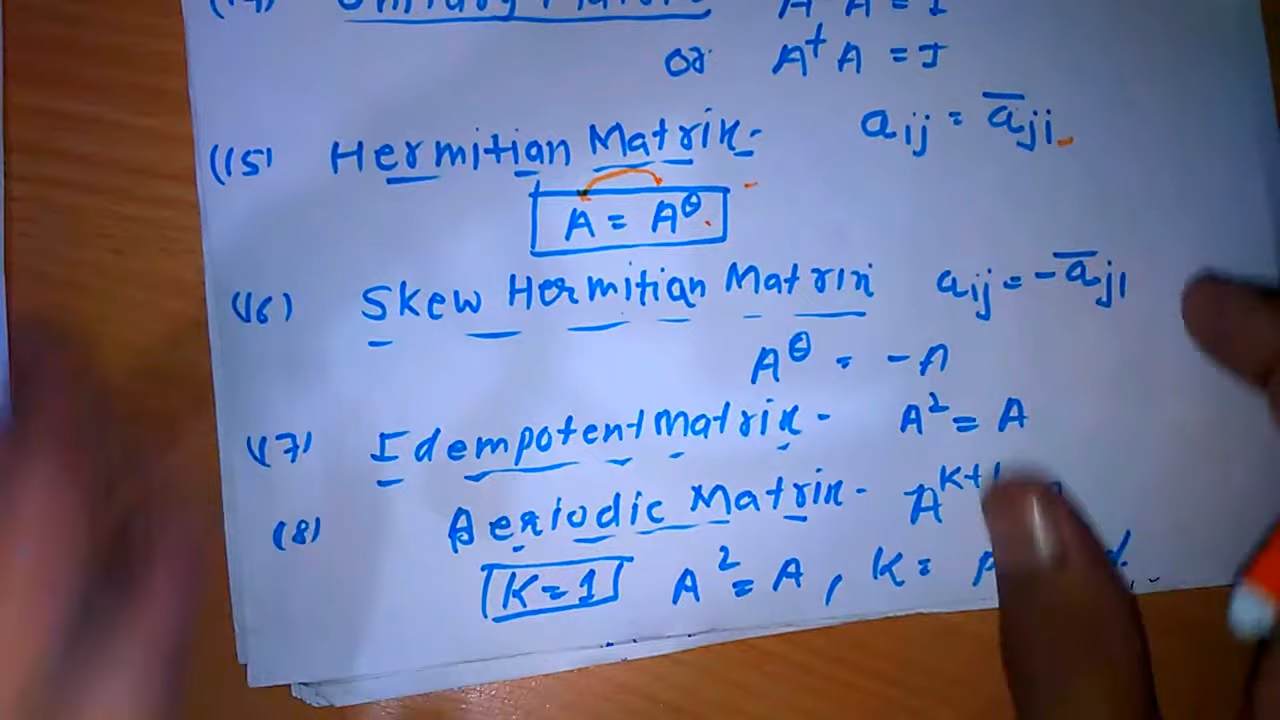 or A† A = I
(15) Hermitian Matrix- aij = āji
A = Aᶿ
(16) Skew Hermitian Matrix aij = -āji
Aᶿ = -A
(17) Idempotent Matrix - A² = A
(8) Periodic Matrix-
K=1 A² = A, K =